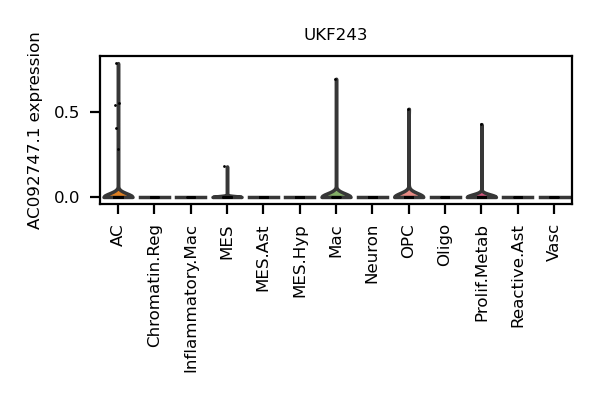 UKF243
AC092747.1 expression
0.5
0.0
AC
Chromatin.Reg
Inflammatory.Mac
MES
MES.Ast
MES.Hyp
Mac
Neuron
OPC
Oligo
Prolif.Metab
Reactive.Ast
Vasc